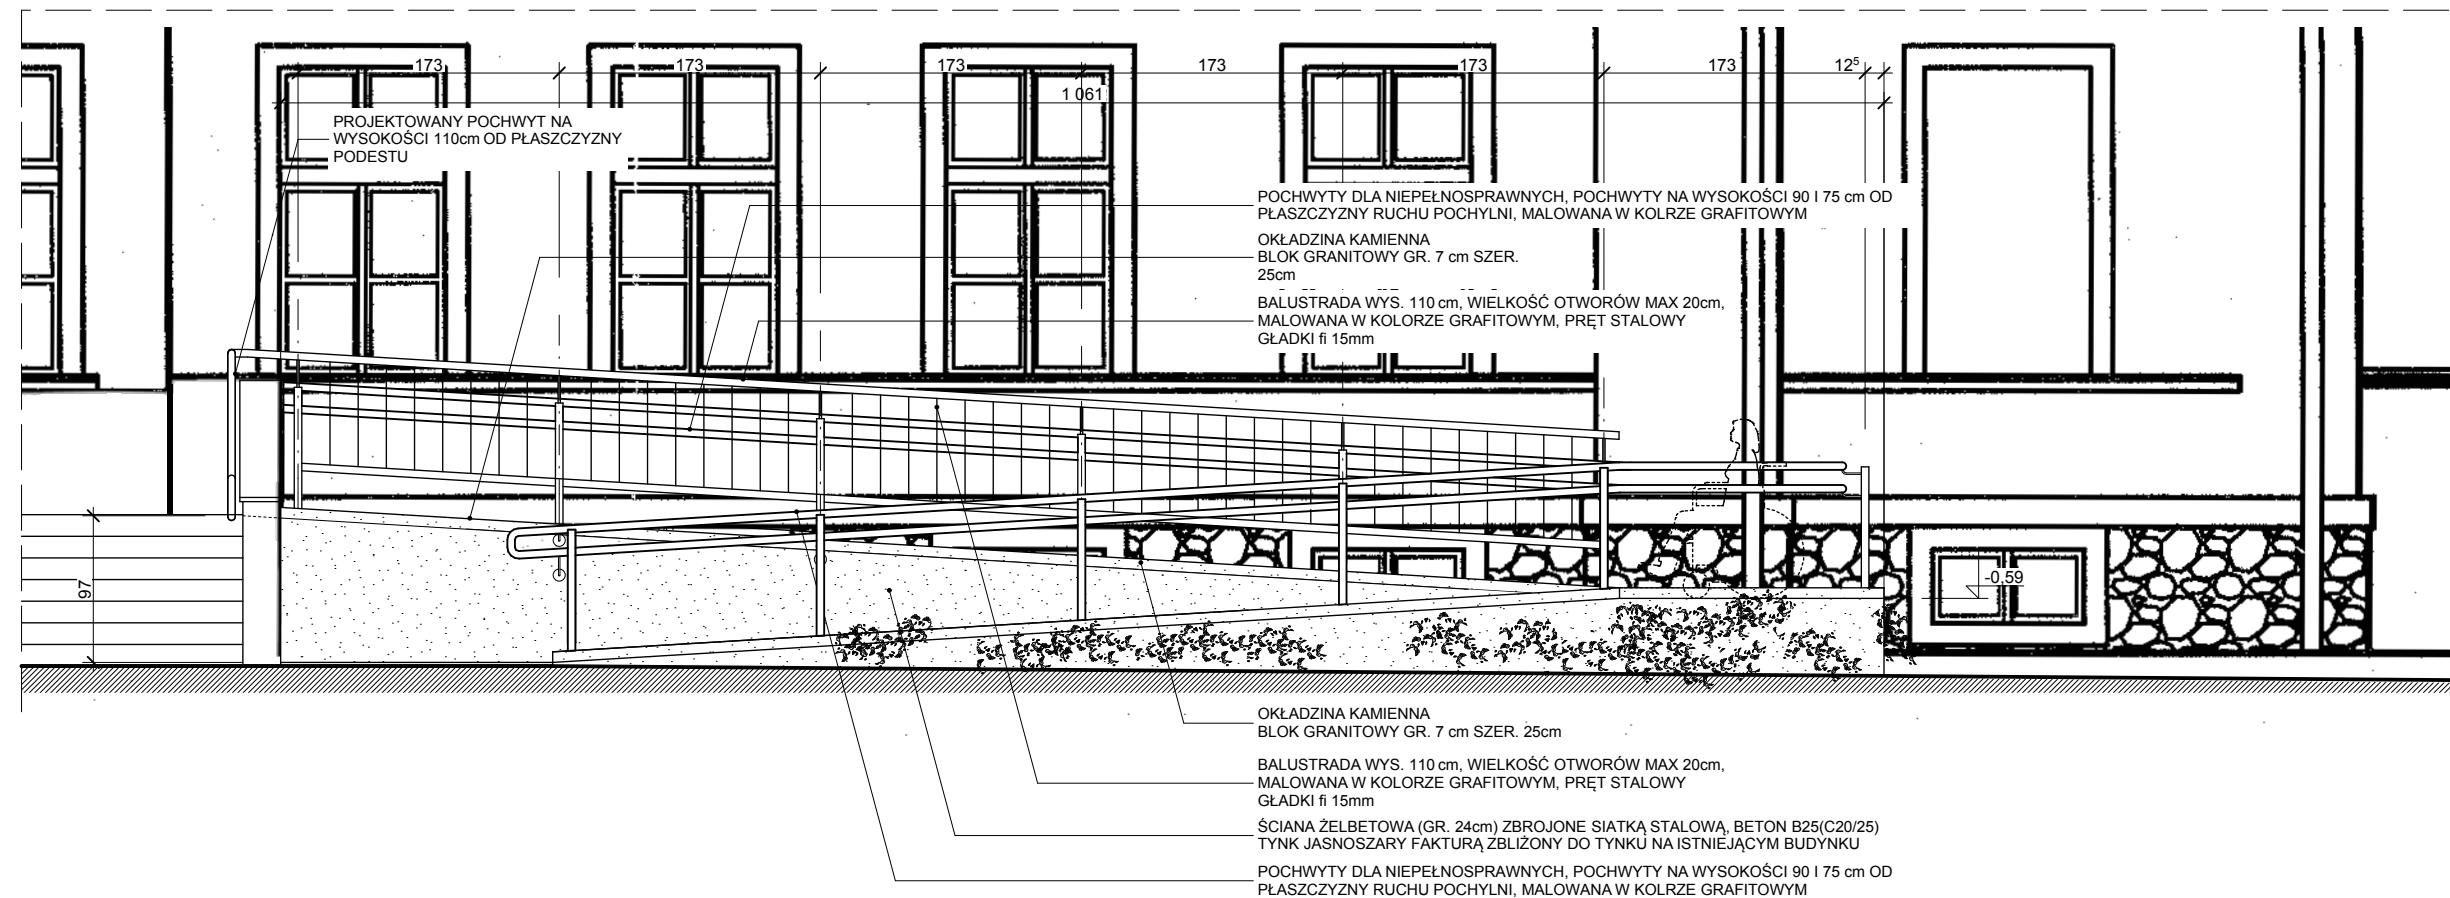 173 173 173 173 173 173 12⁵
1 061
PROJEKTOWANY POCHWYT NA
WYSOKOŚCI 110cm OD PŁASZCZYZNY
PODESTU
POCHWYTY DLA NIEPEŁNOSPRAWNYCH, POCHWYTY NA WYSOKOŚCI 90 I 75 cm OD
PŁASZCZYZNY RUCHU POCHYLNI, MALOWANA W KOLRZE GRAFITOWYM
OKŁADZINA KAMIENNA
BLOK GRANITOWY GR. 7 cm SZER.
25cm
BALUSTRADA WYS. 110 cm, WIELKOŚĆ OTWORÓW MAX 20cm,
MALOWANA W KOLORZE GRAFITOWYM, PRĘT STALOWY
GŁADKI fi 15mm
97
-0,59
OKŁADZINA KAMIENNA
BLOK GRANITOWY GR. 7 cm SZER. 25cm
BALUSTRADA WYS. 110 cm, WIELKOŚĆ OTWORÓW MAX 20cm,
MALOWANA W KOLORZE GRAFITOWYM, PRĘT STALOWY
GŁADKI fi 15mm
ŚCIANA ŻELBETOWA (GR. 24cm) ZBROJONE SIATKĄ STALOWĄ, BETON B25(C20/25)
TYNK JASNOSZARY FAKTURĄ ZBLIŻONY DO TYNKU NA ISTNIEJĄCYM BUDYNKU
POCHWYTY DLA NIEPEŁNOSPRAWNYCH, POCHWYTY NA WYSOKOŚCI 90 I 75 cm OD
PŁASZCZYZNY RUCHU POCHYLNI, MALOWANA W KOLRZE GRAFITOWYM